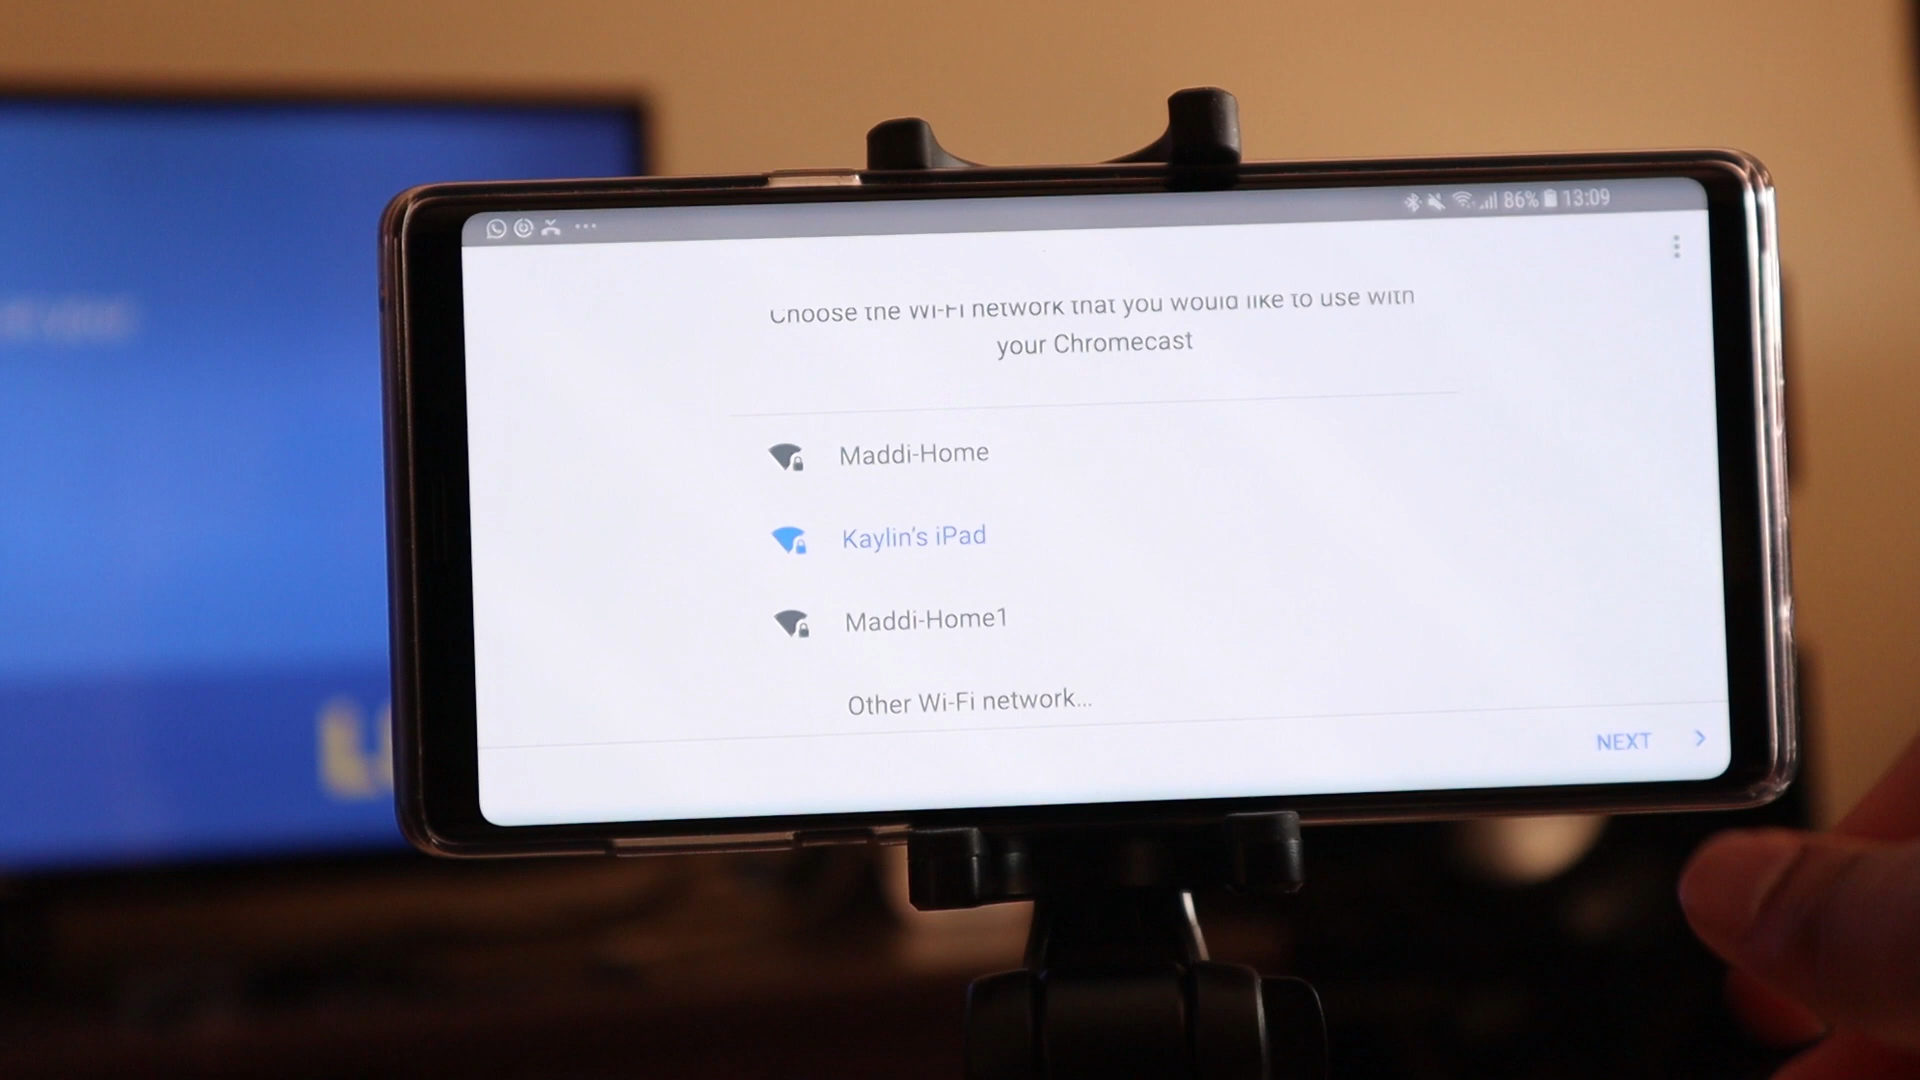 86% 13:09
Choose the Wi-Fi network that you would like to use with
your Chromecast
Maddi-Home
Kaylin's iPad
Maddi-Home1
Other Wi-Fi network...
NEXT